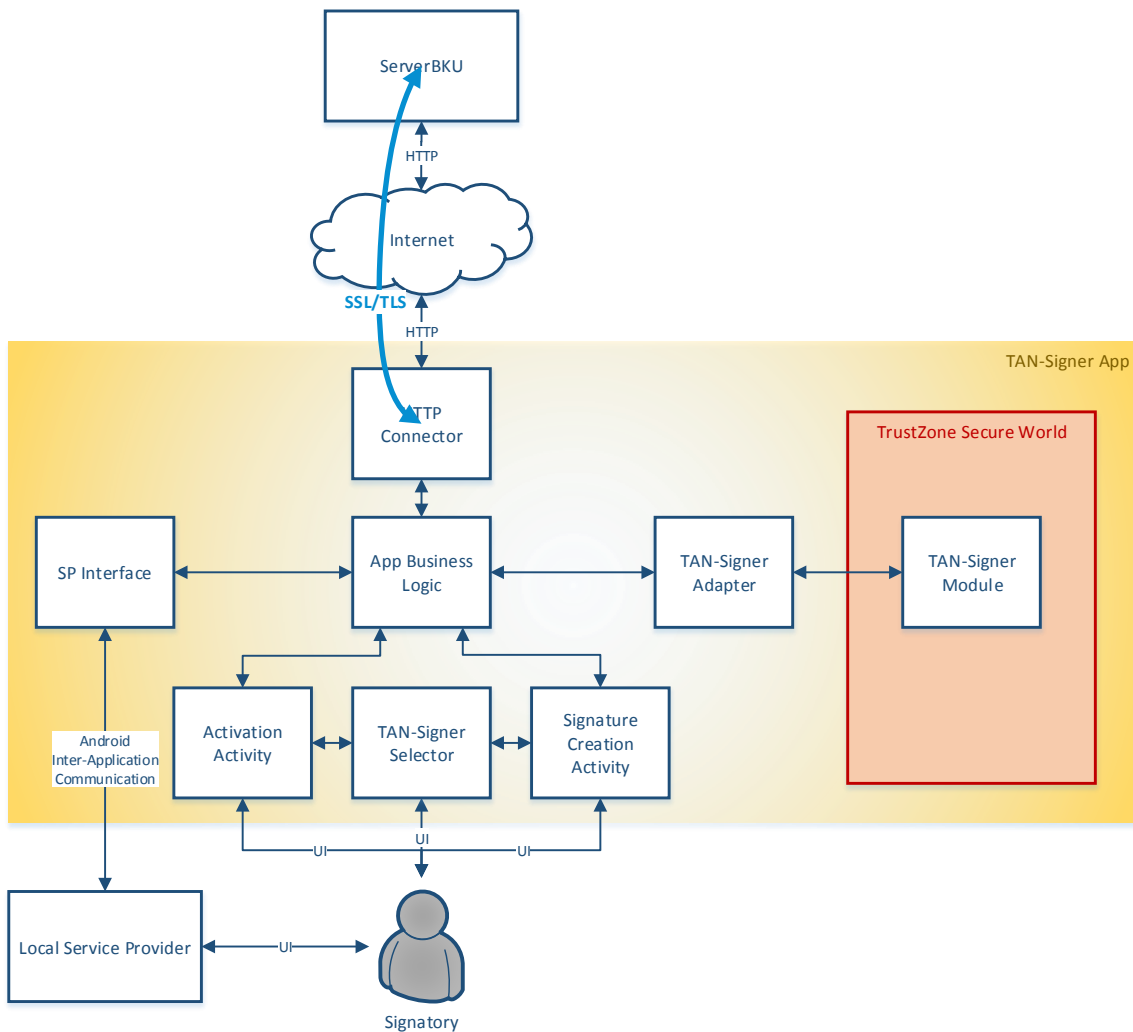 ServerBKU
HTTP
Internet
SSL/TLS
HTTP
TAN-Signer App
TTP
Connector
TrustZone Secure World
SP Interface
App Business
Logic
TAN-Signer
Adapter
TAN-Signer
Module
Activation
Activity
TAN-Signer
Selector
Signature
Creation
Activity
Android
Inter-Application
Communication
UI
UI
UI
Local Service Provider
UI
Signatory